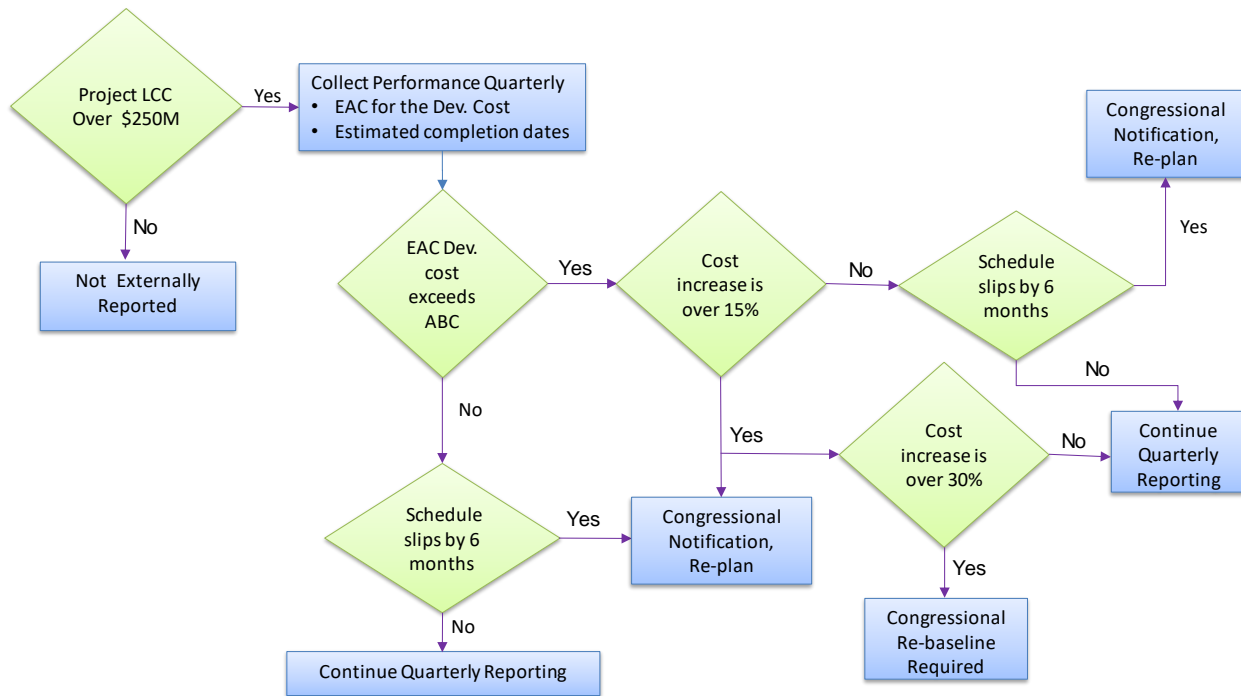 Project LCC
Over $250M
Yes
Collect Performance Quarterly
• EAC for the Dev. Cost
• Estimated completion dates
Congressional
Notification,
Re-plan
No
Not Externally
Reported
EAC Dev.
cost
exceeds
ABC
Yes
Cost
increase is
over 15%
No
Schedule
slips by 6
months
Yes
No
No
Yes
Cost
increase is
over 30%
No
Continue
Quarterly
Reporting
Schedule
slips by 6
months
Yes
Congressional
Notification,
Re-plan
Yes
No
Continue Quarterly Reporting
Congressional
Re-baseline
Required